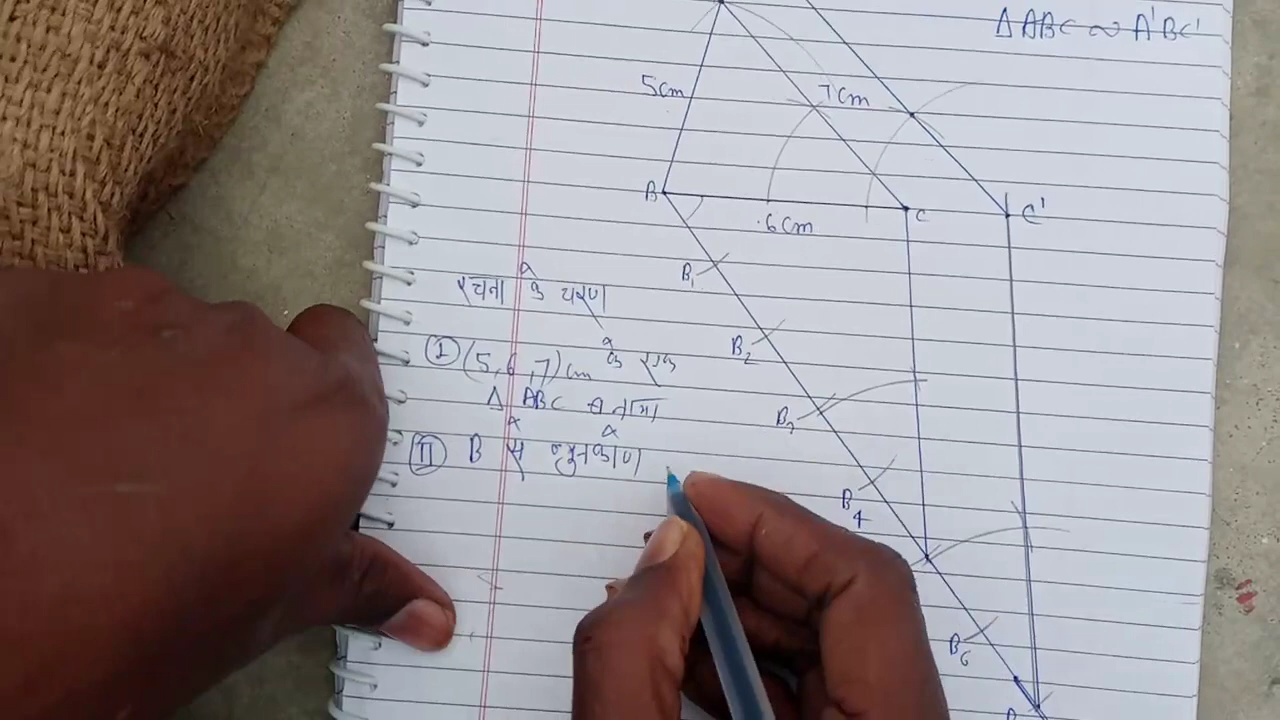 Δ ABC ~ A'BC'
5cm
7cm
B
C
C'
6cm
B₁
रचना के चरण
B₂
Ⓘ (5,6,7)cm के एक
Δ ABC बनाया
B₃
Ⓘ Ⓘ B से न्युनकोण
B₄
B₆